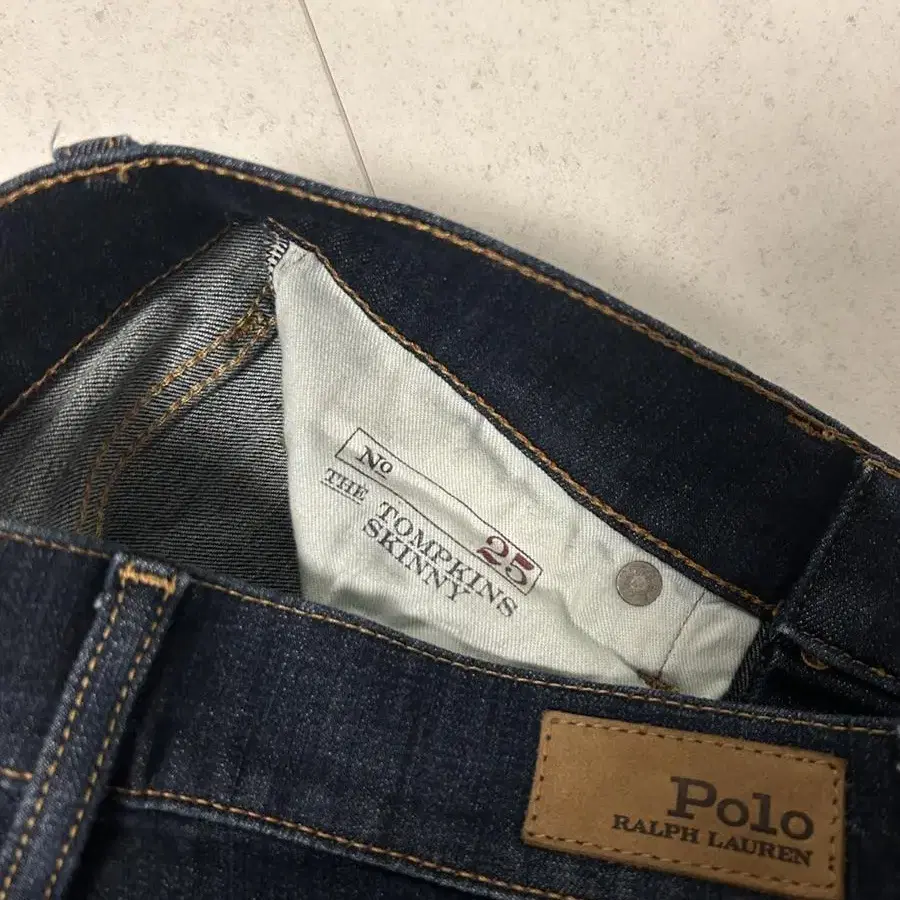 No
25
THE TOMPKINS
SKINNY
Polo
RALPH LAUREN